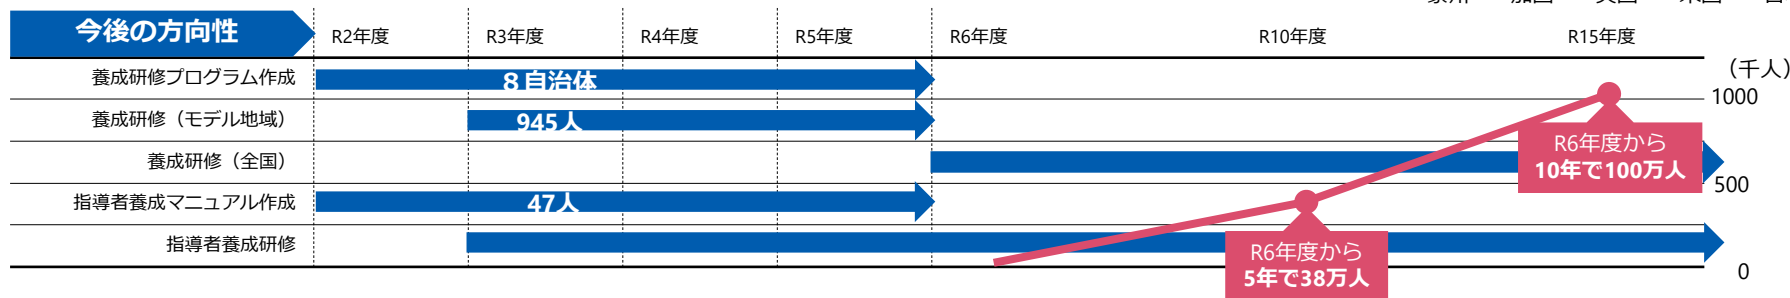 今後の方向性
R2年度 R3年度 R4年度 R5年度 R6年度 R10年度 R15年度
養成研修プログラム作成 8自治体
(千人)
1000
養成研修(モデル地域) 945人
養成研修(全国)
R6年度から
10年で100万人
500
指導者養成マニュアル作成 47人
指導者養成研修
R6年度から
5年で38万人
0